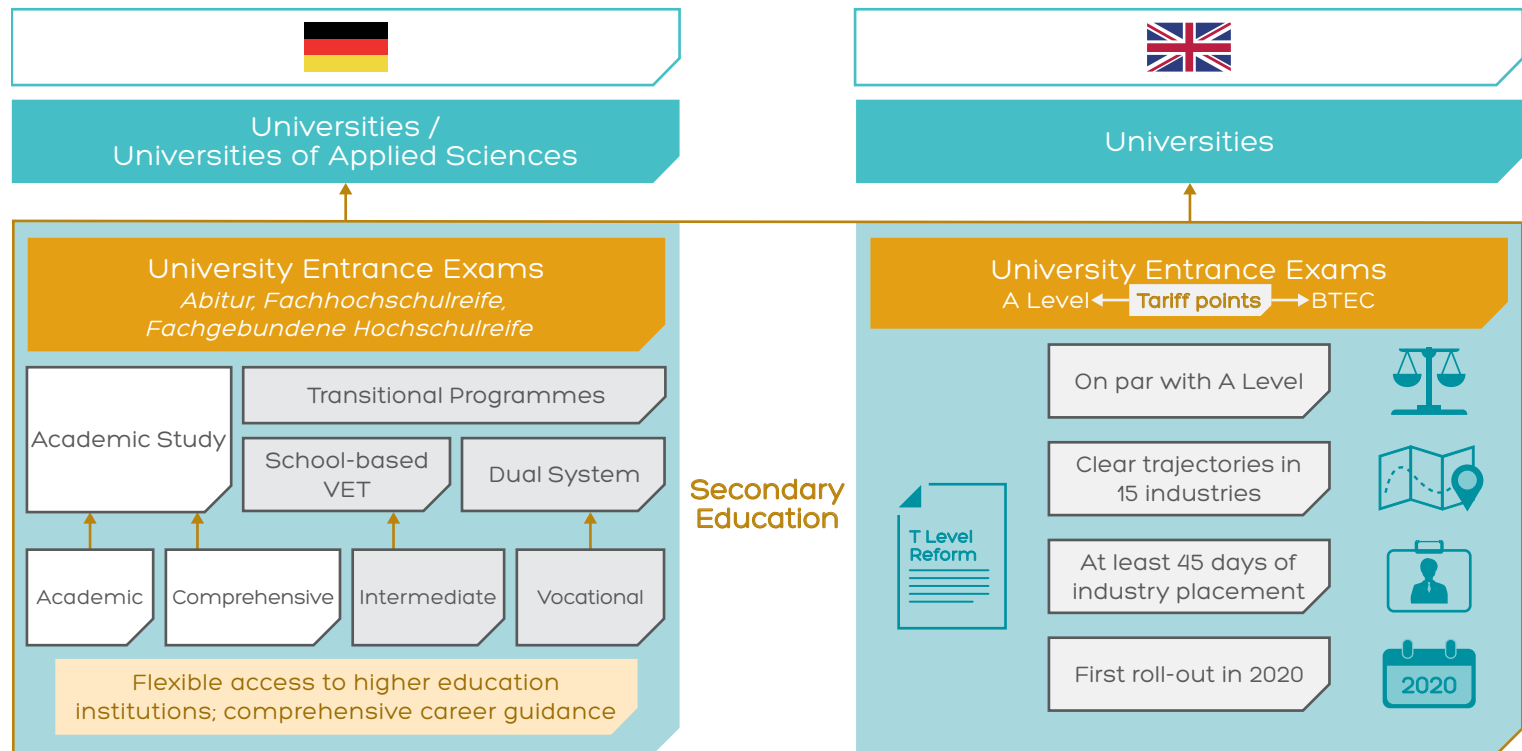 Universities /
Universities of Applied Sciences
University Entrance Exams
Abitur, Fachhochschulreife,
Fachgebundene Hochschulreife
Academic Study
Transitional Programmes
School-based
VET
Dual System
Academic
Comprehensive
Intermediate
Vocational
Flexible access to higher education
institutions; comprehensive career guidance
Secondary
Education
Universities
University Entrance Exams
A Level Tariff points BTEC
T Level
Reform
On par with A Level
Clear trajectories in
15 industries
At least 45 days of
industry placement
First roll-out in 2020
2020